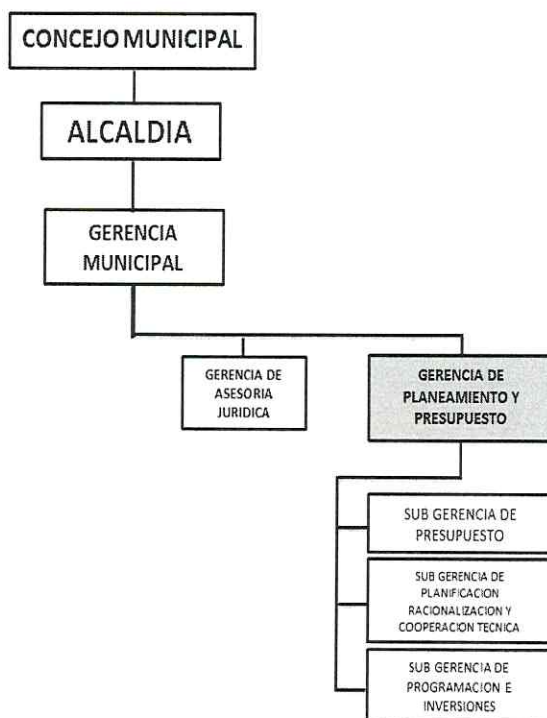 CONCEJO MUNICIPAL
ALCALDIA
GERENCIA
MUNICIPAL
GERENCIA DE
ASESORIA
JURIDICA
GERENCIA DE
PLANEAMIENTO Y
PRESUPUESTO
SUB GERENCIA DE
PRESUPUESTO
SUB GERENCIA DE
PLANIFICACION
RACIONALIZACION Y
COOPERACION TECNICA
SUB GERENCIA DE
PROGRAMACION E
INVERSIONES